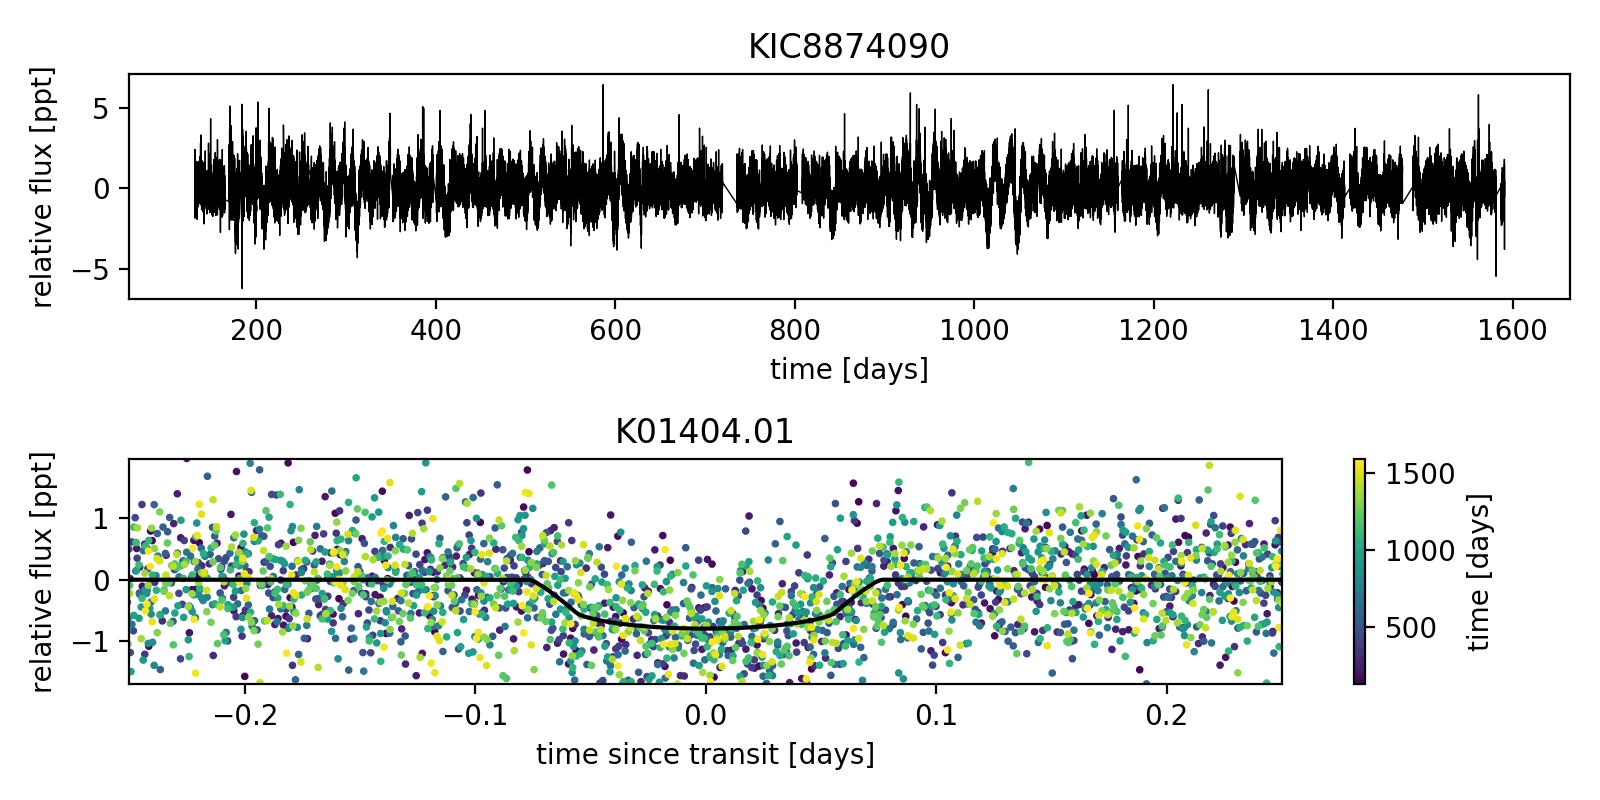 KIC8874090
relative flux [ppt]
5
0
−5
200 400 600 800 1000 1200 1400 1600
time [days]
K01404.01
relative flux [ppt]
1
0
−1
−0.2 −0.1 0.0 0.1 0.2
time since transit [days]
1500
1000
500
time [days]